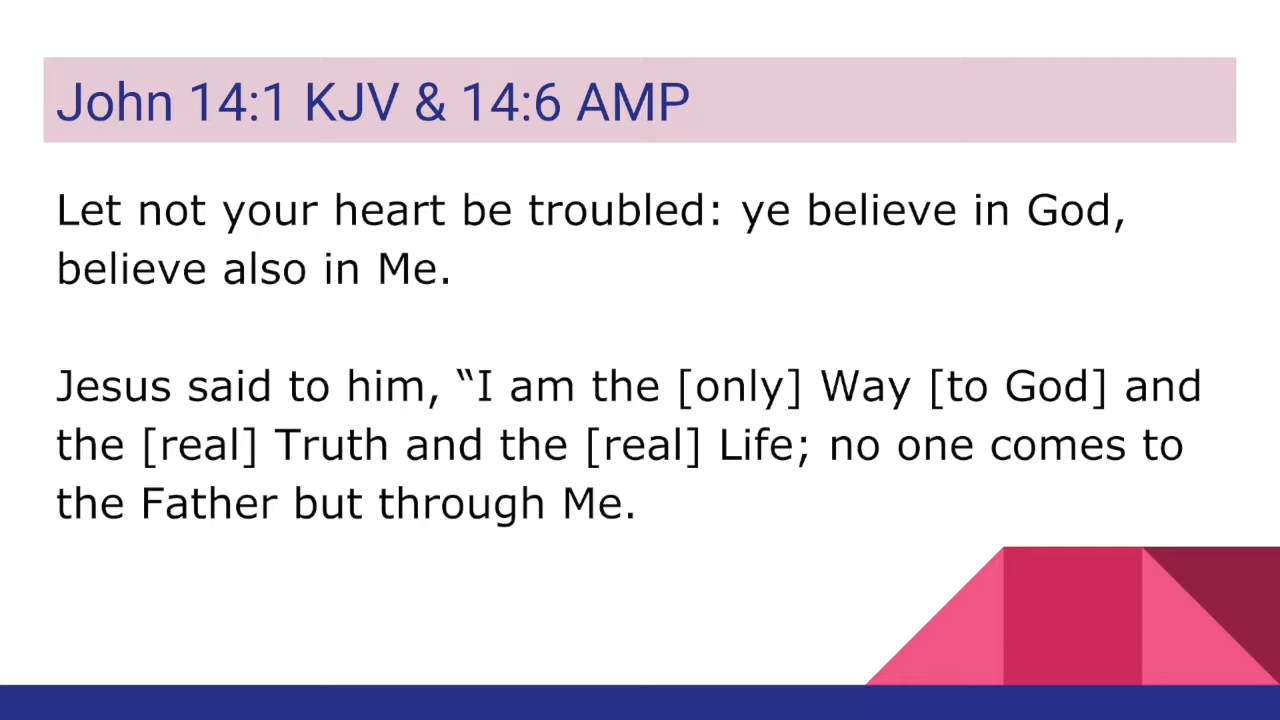 John 14:1 KJV & 14:6 AMP
Let not your heart be troubled: ye believe in God,
believe also in Me.
Jesus said to him, “I am the [only] Way [to God] and
the [real] Truth and the [real] Life; no one comes to
the Father but through Me.